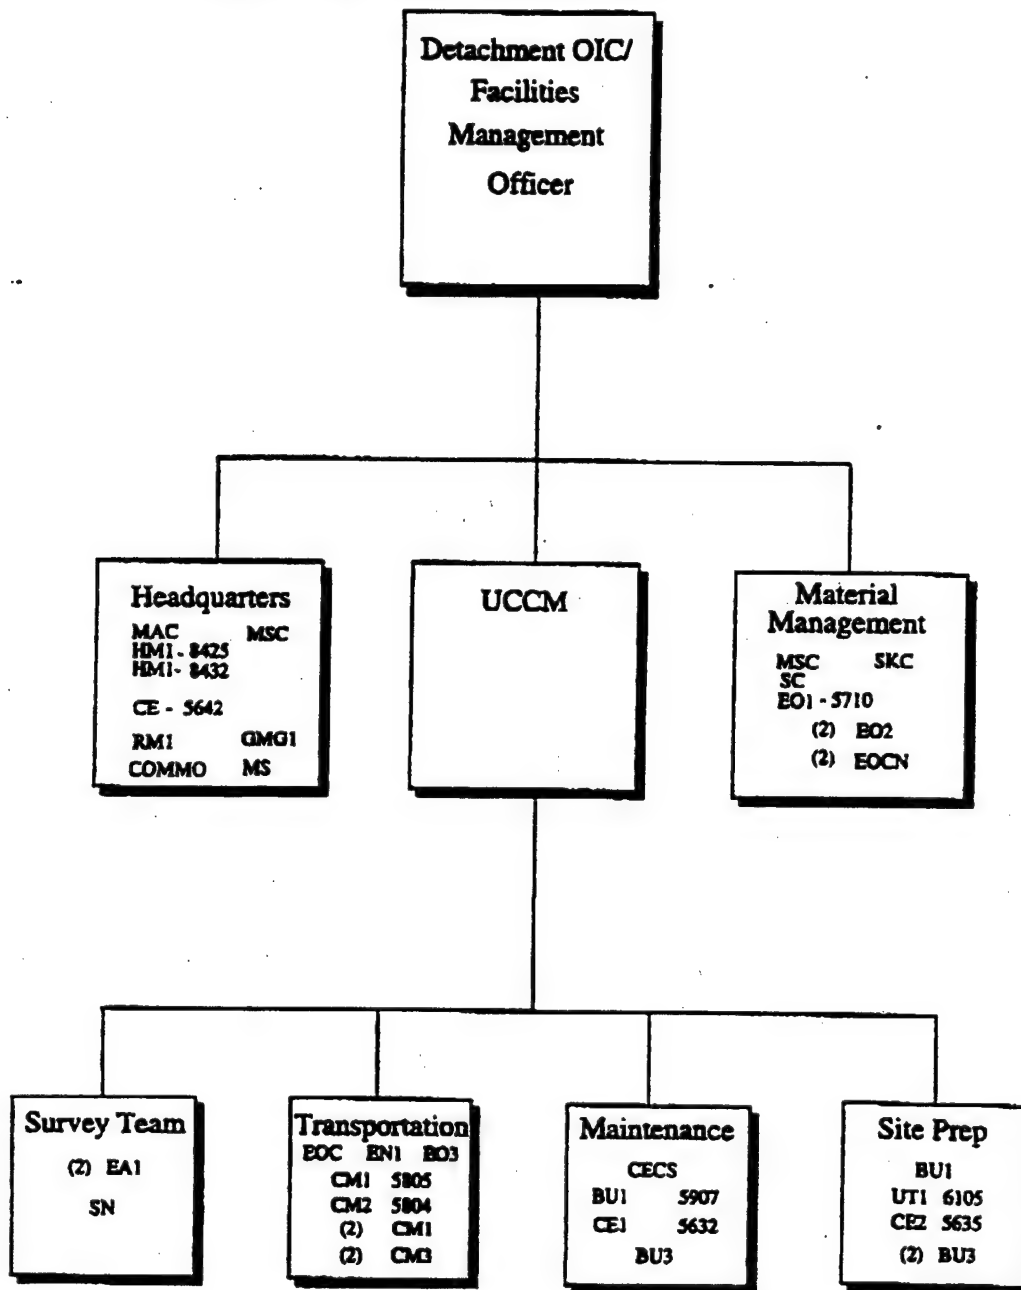 Detachment OIC/
Facilities
Management
Officer
Headquarters
MAC MSC
HM1 - 8425
HM1 - 8432
CE - 5642
RM1 GMG1
COMMO MS
UCCM
Material
Management
MSC SKC
SC
EO1 - 5710
(2) EO2
(2) EOCN
Survey Team
(2) EA1
SN
Transportation
EOC EN1 EO3
CM1 5805
CM2 5804
(2) CM1
(2) CM3
Maintenance
CECS
BU1 5907
CE1 5632
BU3
Site Prep
BU1
UT1 6105
CE2 5635
(2) BU3